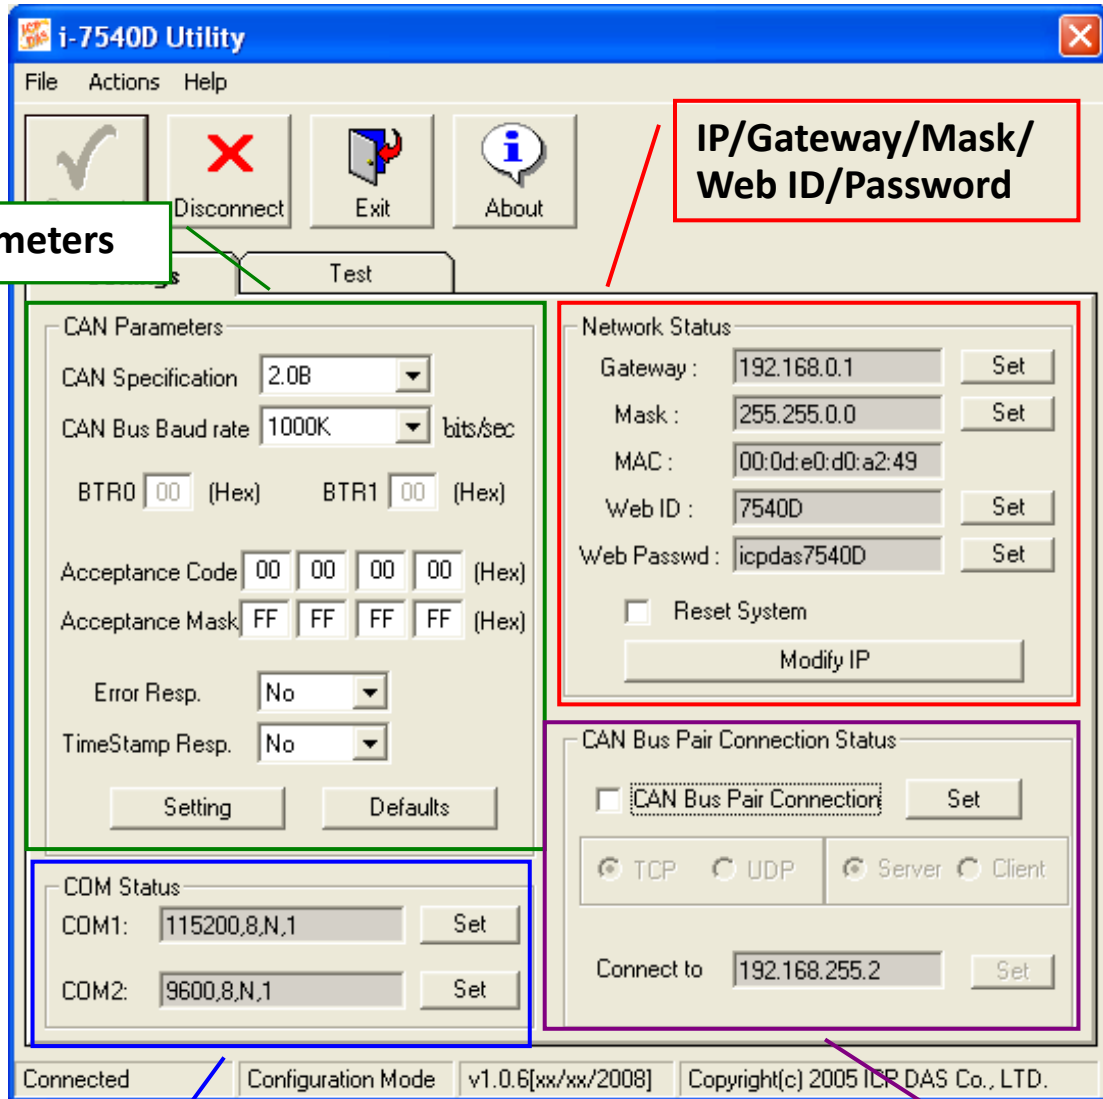 i-7540D Utility
File Actions Help
IP/Gateway/Mask/
Web ID/Password
Disconnect Exit About
meters
Test
CAN Parameters
CAN Specification 2.0B
CAN Bus Baud rate 1000K bits/sec
BTR0 00 (Hex) BTR1 00 (Hex)
Acceptance Code 00 00 00 00 (Hex)
Acceptance Mask FF FF FF FF (Hex)
Error Resp. No
TimeStamp Resp. No
Setting Defaults
COM Status
COM1: 115200,8,N,1 Set
COM2: 9600,8,N,1 Set
Network Status
Gateway : 192.168.0.1 Set
Mask : 255.255.0.0 Set
MAC : 00:0d:e0:d0:a2:49
Web ID : 7540D Set
Web Passwd : icpdas7540D Set
Reset System
Modify IP
CAN Bus Pair Connection Status
CAN Bus Pair Connection Set
TCP UDP Server Client
Connect to 192.168.255.2 Set
Connected Configuration Mode v1.0.6[xx/xx/2008] Copyright(c) 2005 ICP DAS Co., LTD.